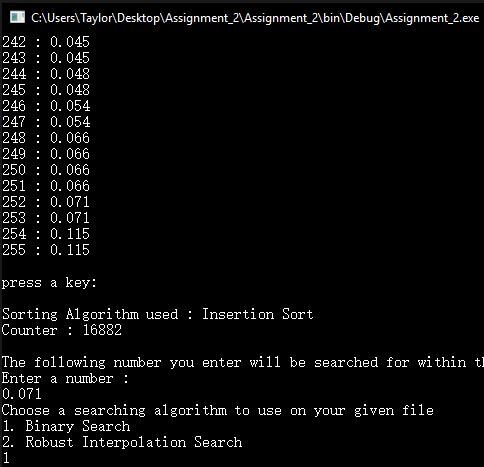 C:\Users\Taylor\Desktop\Assignment_2\Assignment_2\bin\Debug\Assignment_2.exe
242 : 0.045
243 : 0.045
244 : 0.048
245 : 0.048
246 : 0.054
247 : 0.054
248 : 0.066
249 : 0.066
250 : 0.066
251 : 0.066
252 : 0.071
253 : 0.071
254 : 0.115
255 : 0.115
press a key:
Sorting Algorithm used : Insertion Sort
Counter : 16882
The following number you enter will be searched for within
Enter a number :
0.071
Choose a searching algorithm to use on your given file
1. Binary Search
2. Robust Interpolation Search
1